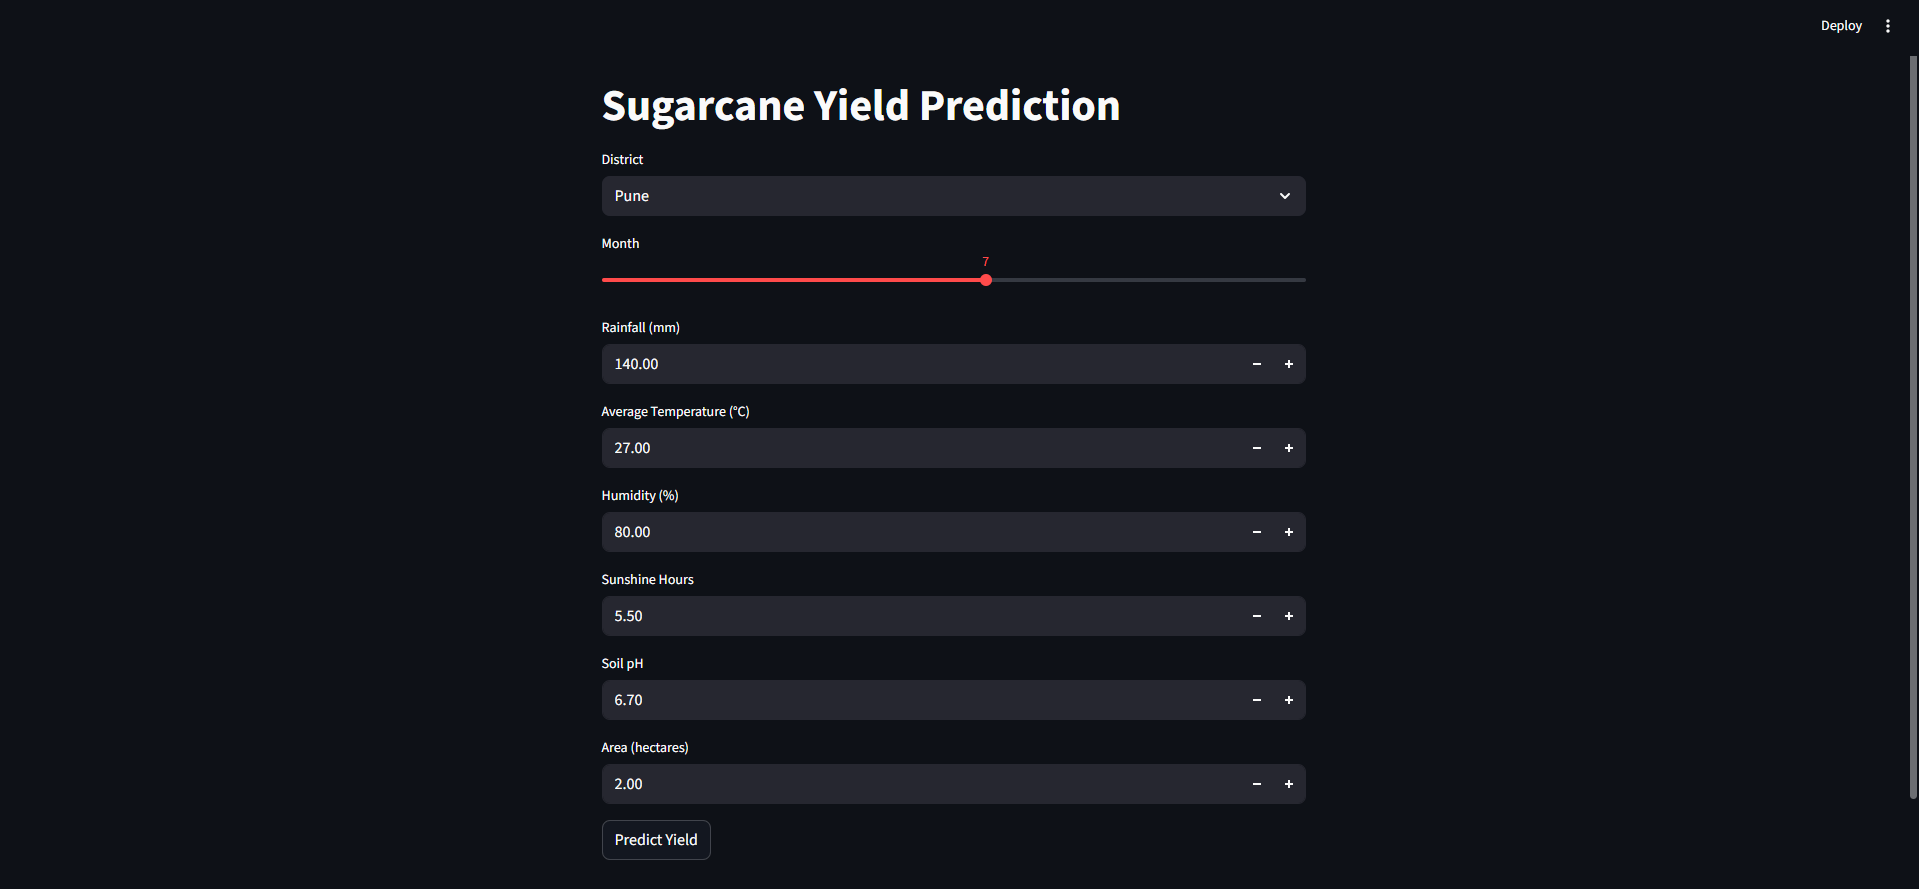 Deploy
Sugarcane Yield Prediction
District
Pune
Month
7
Rainfall (mm)
140.00
Average Temperature (°C)
27.00
Humidity (%)
80.00
Sunshine Hours
5.50
Soil pH
6.70
Area (hectares)
2.00
Predict Yield